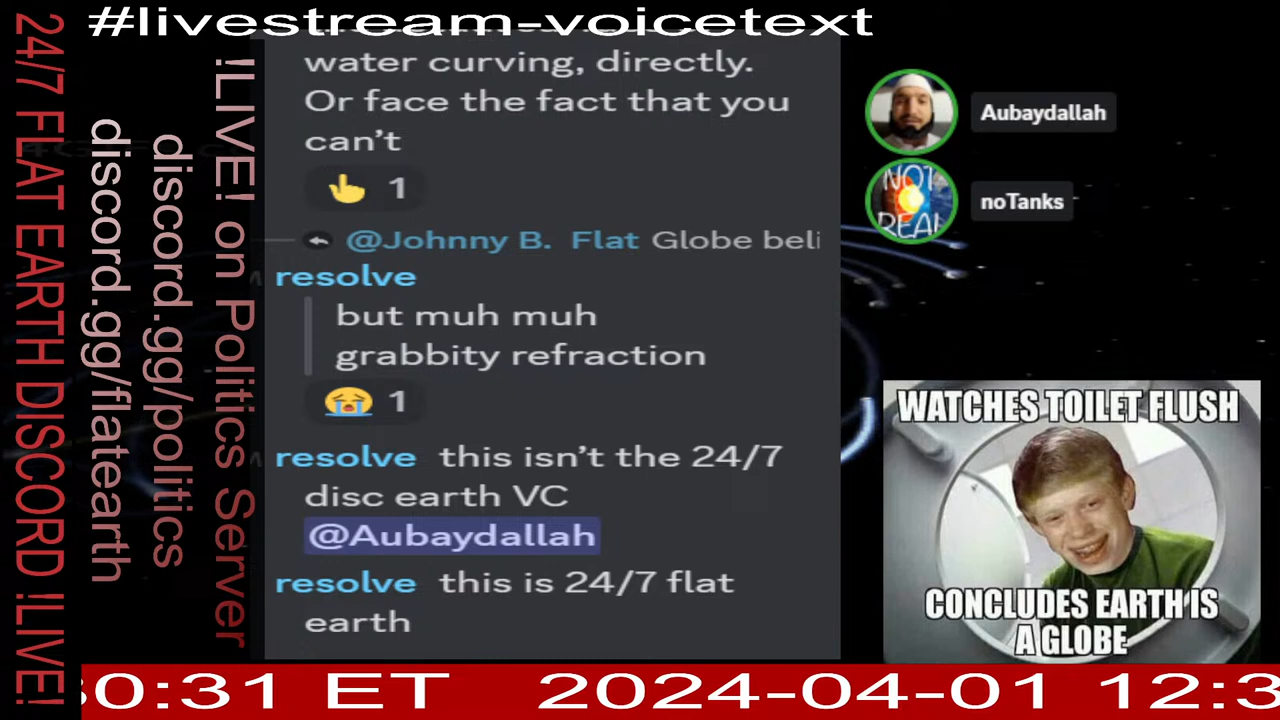 #livestream-voicetext
24/7 FLAT EARTH DISCORD !LIVE!
discord.gg/flatearth
discord.gg/politics
!LIVE! on Politics Server
water curving, directly.
Or face the fact that you
can’t
👆 1
@Johnny B. Flat Globe beli
resolve
but muh muh
grabbity refraction
😭 1
resolve this isn’t the 24/7
disc earth VC
@Aubaydallah
resolve this is 24/7 flat
earth
Aubaydallah
NOT
REAL
noTanks
WATCHES TOILET FLUSH
CONCLUDES EARTH IS
A GLOBE
30:31 ET 2024-04-01 12:3